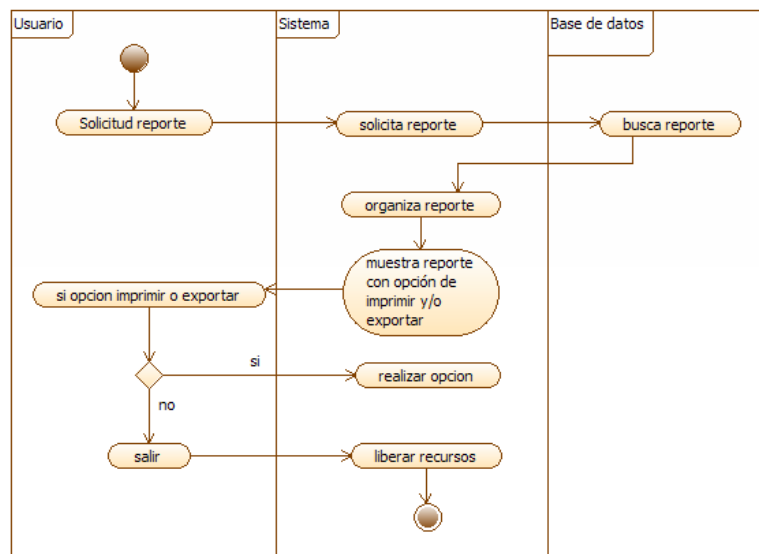 Usuario
Sistema
Base de datos
Solicitud reporte
solicita reporte
busca reporte
organiza reporte
muestra reporte
con opción de
imprimir y/o
exportar
si opcion imprimir o exportar
si
realizar opcion
no
salir
liberar recursos